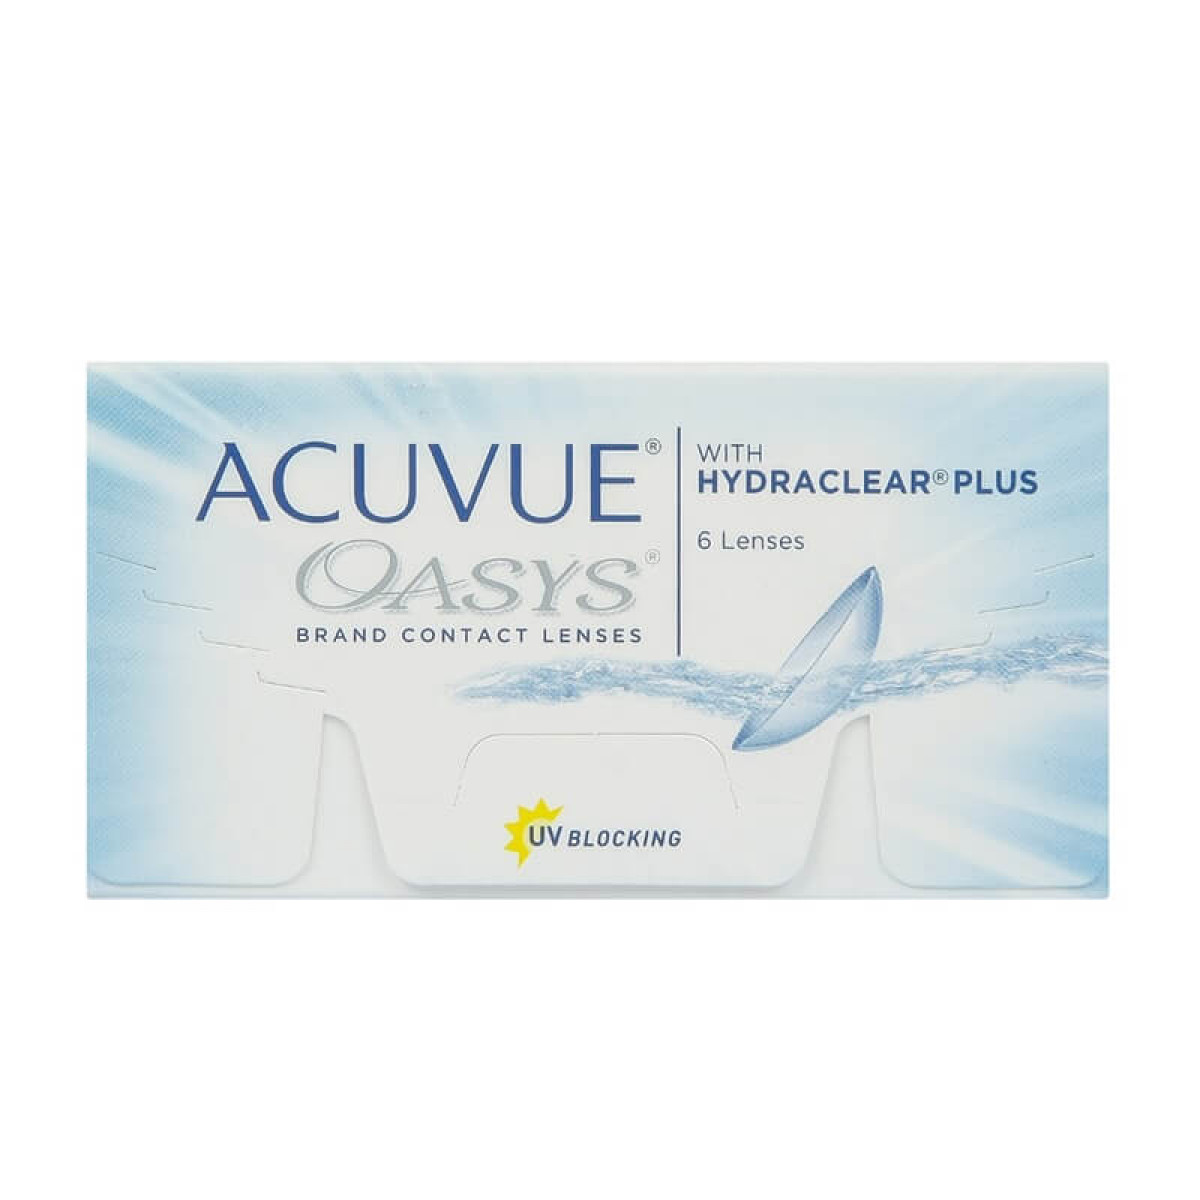 ACUVUE®
OASYS®
BRAND CONTACT LENSES
WITH
HYDRACLEAR® PLUS
6 Lenses
UV BLOCKING